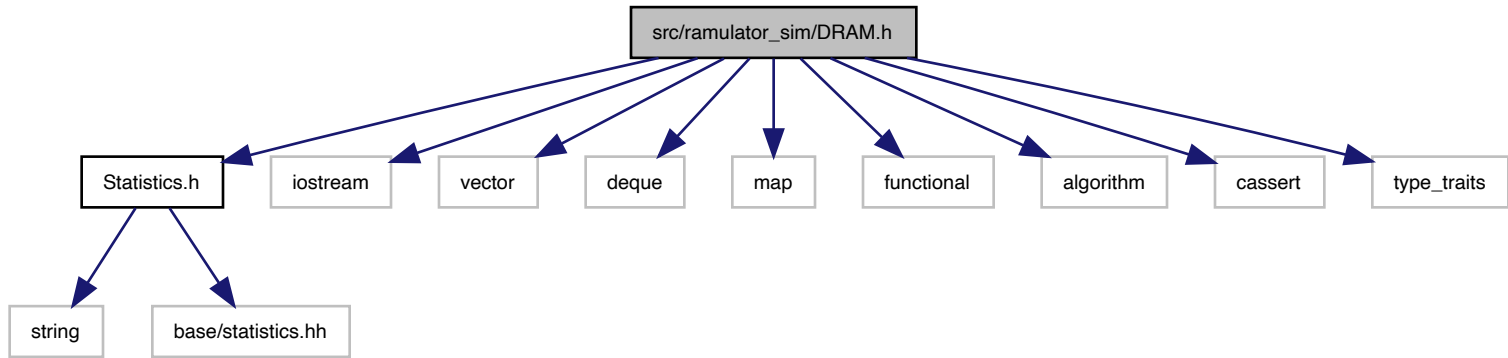 src/ramulator_sim/DRAM.h
Statistics.h
iostream
vector
deque
map
functional
algorithm
cassert
type_traits
string
base/statistics.hh